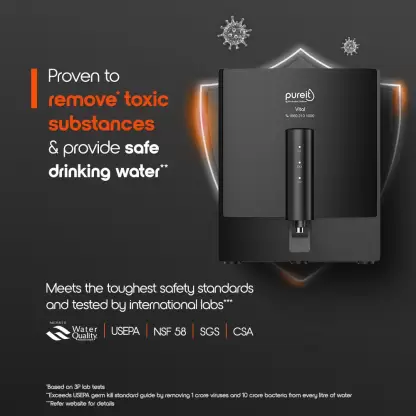 Proven to
remove* toxic
substances
& provide safe
drinking water**
pureit
Vital
Meets the toughest safety standards
and tested by international labs***
Water
Quality
USEPA | NSF 58 | SGS | CSA
*Based on 3P lab tests
**Exceeds USEPA germ kill standard guide by removing 1 crore viruses and 10 crore bacteria from every litre of water
***Refer website for details